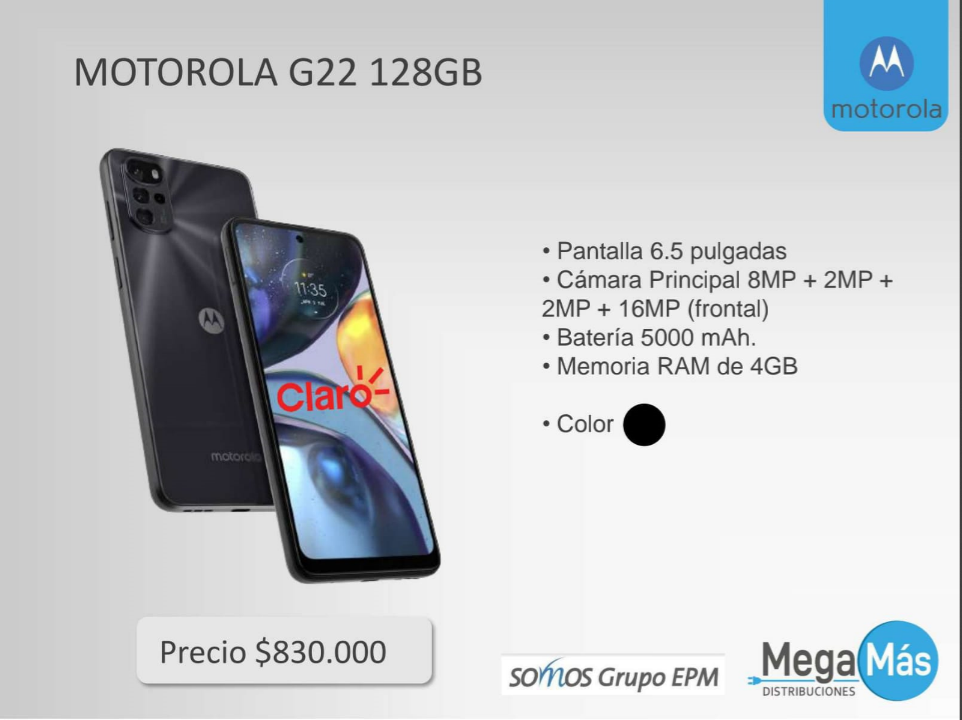 MOTOROLA G22 128GB
motorola
11:35
Claro
motorola
• Pantalla 6.5 pulgadas
• Cámara Principal 8MP + 2MP +
2MP + 16MP (frontal)
• Batería 5000 mAh.
• Memoria RAM de 4GB
• Color
Precio $830.000
somos Grupo EPM
Mega Más
DISTRIBUCIONES